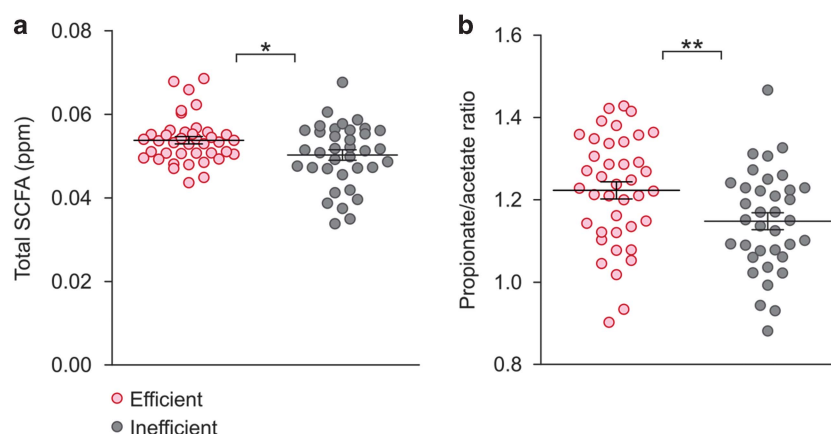 a
0.08
*
0.06
0.04
0.02
0.00
Total SCFA (ppm)
Efficient
Inefficient
b
1.6
**
1.4
1.2
1.0
0.8
Propionate/acetate ratio